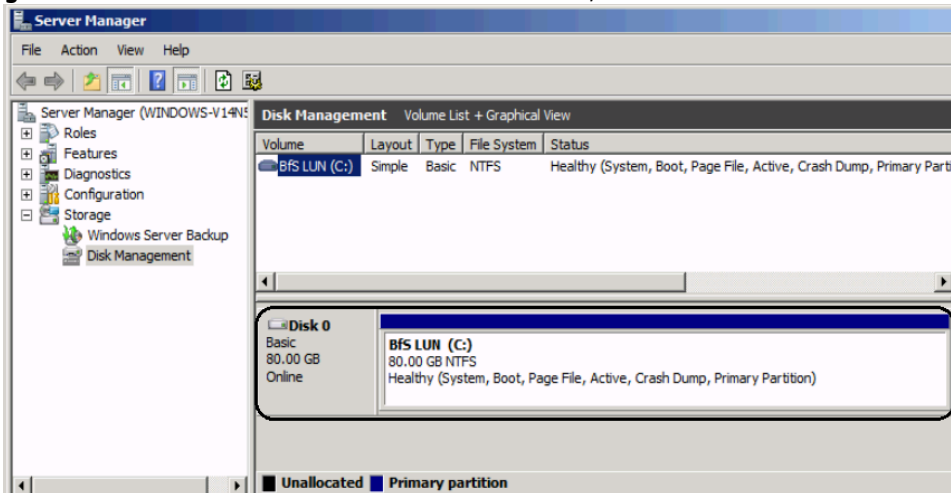 Server Manager
File Action View Help
Server Manager (WINDOWS-V14N5
Roles
Features
Diagnostics
Configuration
Storage
Windows Server Backup
Disk Management
Disk Management Volume List + Graphical View
Volume Layout Type File System Status
BfS LUN (C:) Simple Basic NTFS Healthy (System, Boot, Page File, Active, Crash Dump, Primary Parti
Disk 0
Basic
80.00 GB
Online
BfS LUN (C:)
80.00 GB NTFS
Healthy (System, Boot, Page File, Active, Crash Dump, Primary Partition)
Unallocated Primary partition